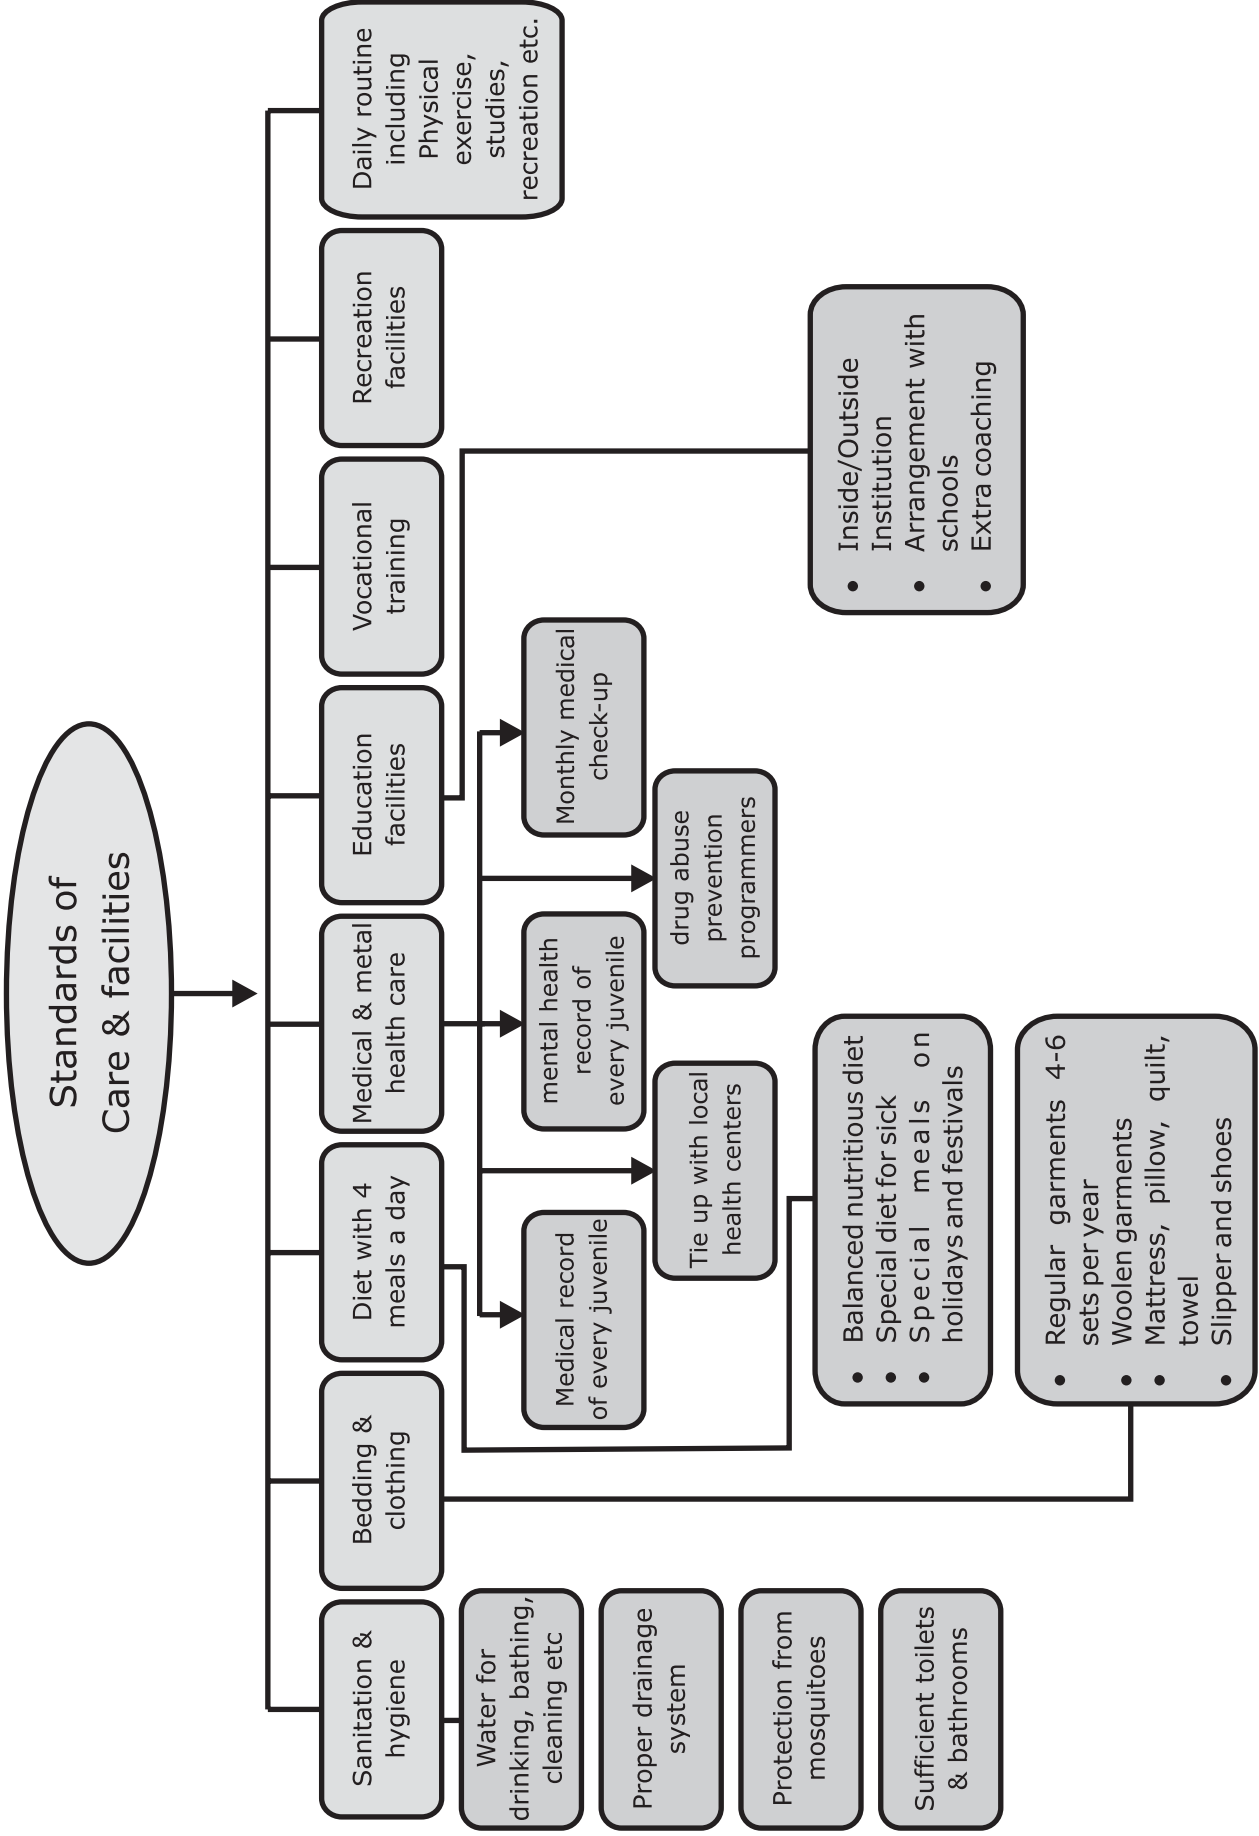 Standards of
Care & facilities
Sanitation &
hygiene
Bedding &
clothing
Diet with 4
meals a day
Medical & metal
health care
Education
facilities
Vocational
training
Recreation
facilities
Daily routine
including
Physical
exercise,
studies,
recreation etc.
Water for
drinking, bathing,
cleaning etc
Proper drainage
system
Protection from
mosquitoes
Sufficient toilets
& bathrooms
Medical record
of every juvenile
Tie up with local
health centers
mental health
record of
every juvenile
drug abuse
prevention
programmers
Monthly medical
check-up
• Balanced nutritious diet
• Special diet for sick
• Special meals on
holidays and festivals
• Regular garments 4-6
sets per year
• Woolen garments
• Mattress, pillow, quilt,
towel
• Slipper and shoes
• Inside/Outside
Institution
• Arrangement with
schools
• Extra coaching